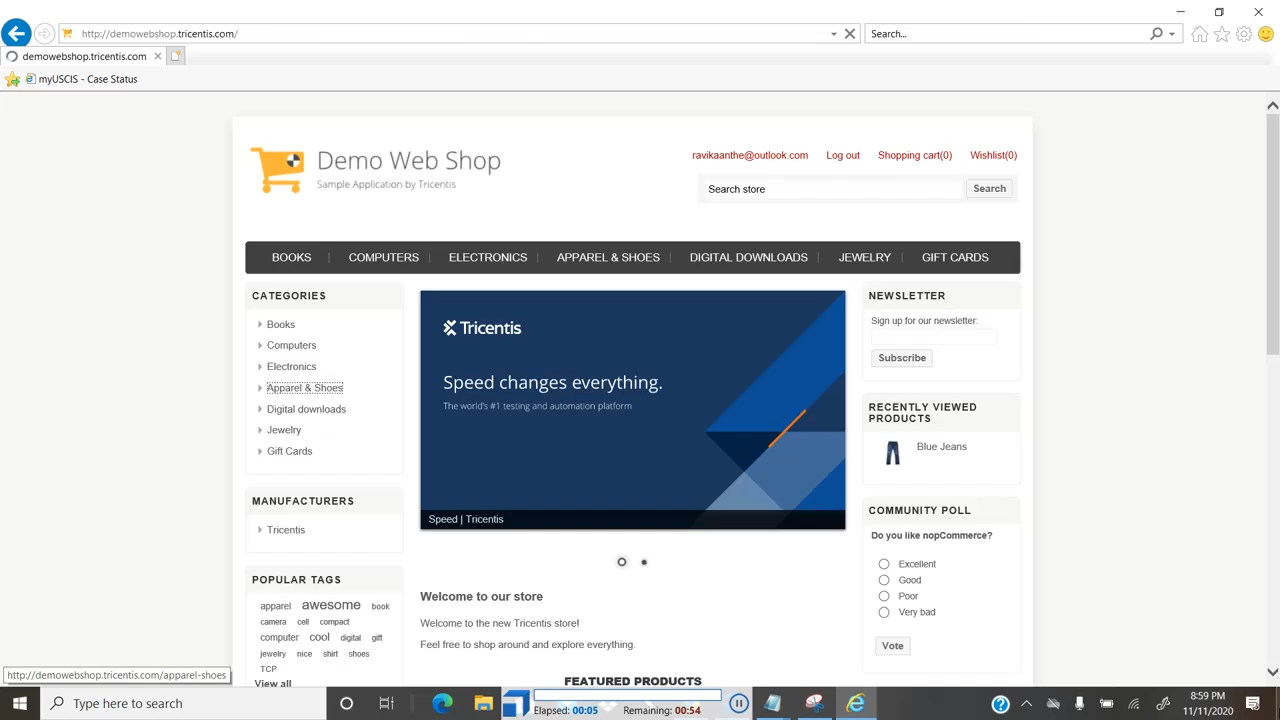 http://demowebshop.tricentis.com/
Search...
demowebshop.tricentis.com
myUSCIS - Case Status
Demo Web Shop
Sample Application by Tricentis
ravikaanthe@outlook.com Log out Shopping cart(0) Wishlist(0)
Search store Search
BOOKS COMPUTERS ELECTRONICS APPAREL & SHOES DIGITAL DOWNLOADS JEWELRY GIFT CARDS
CATEGORIES
Books
Computers
Electronics
Apparel & Shoes
Digital downloads
Jewelry
Gift Cards
MANUFACTURERS
Tricentis
POPULAR TAGS
apparel awesome book
camera cell compact
computer cool digital gift
jewelry nice shirt shoes
TCP
View all
Tricentis
Speed changes everything.
The world's #1 testing and automation platform
Speed | Tricentis
Welcome to our store
Welcome to the new Tricentis store!
Feel free to shop around and explore everything.
FEATURED PRODUCTS
NEWSLETTER
Sign up for our newsletter:
Subscribe
RECENTLY VIEWED
PRODUCTS
Blue Jeans
COMMUNITY POLL
Do you like nopCommerce?
Excellent
Good
Poor
Very bad
Vote
http://demowebshop.tricentis.com/apparel-shoes
Type here to search
Elapsed: 00:05 Remaining: 00:54
8:59 PM
11/11/2020